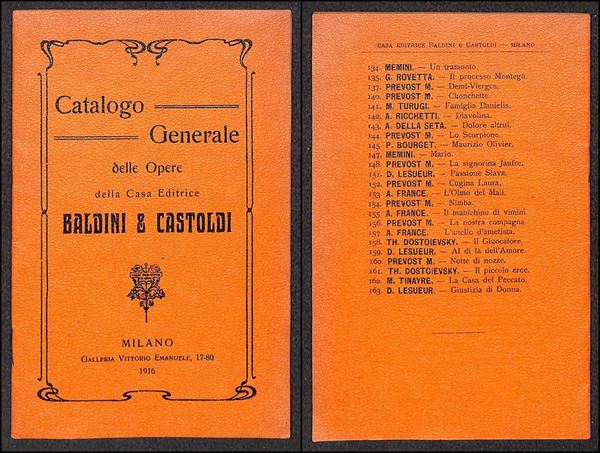 Catalogo
Generale
delle Opere
della Casa Editrice
BALDINI & CASTOLDI
MILANO
GALLERIA VITTORIO EMANUELE, 17-80
1916
CASA EDITRICE BALDINI e CASTOLDI — MILANO
134. MEMINI. — Un tramonto.
135. G. ROVETTA. — Il processo Montegù.
137. PREVOST M. — Demi-Vierges.
140. PREVOST M. — Chonchette.
141. M. TURUGI. — Famiglia Danielis.
142. A. RICCHETTI. — Diavolina.
143. A. DELLA SETA. — Dolore altrui.
144. PREVOST M. — Lo Scorpione.
145. P. BOURGET. — Maurizio Olivier.
147. MEMINI. — Mario.
148. PREVOST M. — La signorina Jaufre.
151. D. LESUEUR. — Passione Slava.
152. PREVOST M. — Cugina Laura.
153. A. FRANCE. — L'Olmo del Mail.
154. PREVOST M. — Nimba.
155. A. FRANCE. — Il manichino di vimini
156. PREVOST M. — La nostra compagna
157. A. FRANCE. — L'anello d'ametista.
158. TH. DOSTOIEVSKY. — Il Giuocatore.
159. D. LESUEUR. — Al di là dell'Amore.
160. PREVOST M. — Notte di nozze.
161. TH. DOSTOIEVSKY. — Il piccolo eroe.
162. M. TINAYRE. — La Casa del Peccato.
163. D. LESUEUR. — Giustizia di Donna.